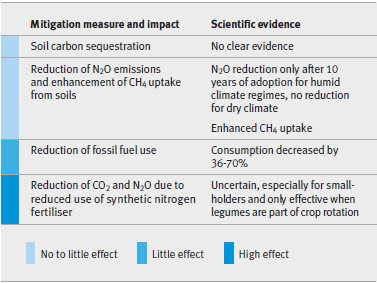 Mitigation measure and impact
Scientific evidence
Soil carbon sequestration
No clear evidence
Reduction of N2O emissions
and enhancement of CH4 uptake
from soils
N2O reduction only after 10
years of adoption for humid
climate regimes, no reduction
for dry climate
Enhanced CH4 uptake
Reduction of fossil fuel use
Consumption decreased by
36-70%
Reduction of CO2 and N2O due to
reduced use of synthetic nitrogen
fertiliser
Uncertain, especially for small-
holders and only effective when
legumes are part of crop rotation
No to little effect
Little effect
High effect